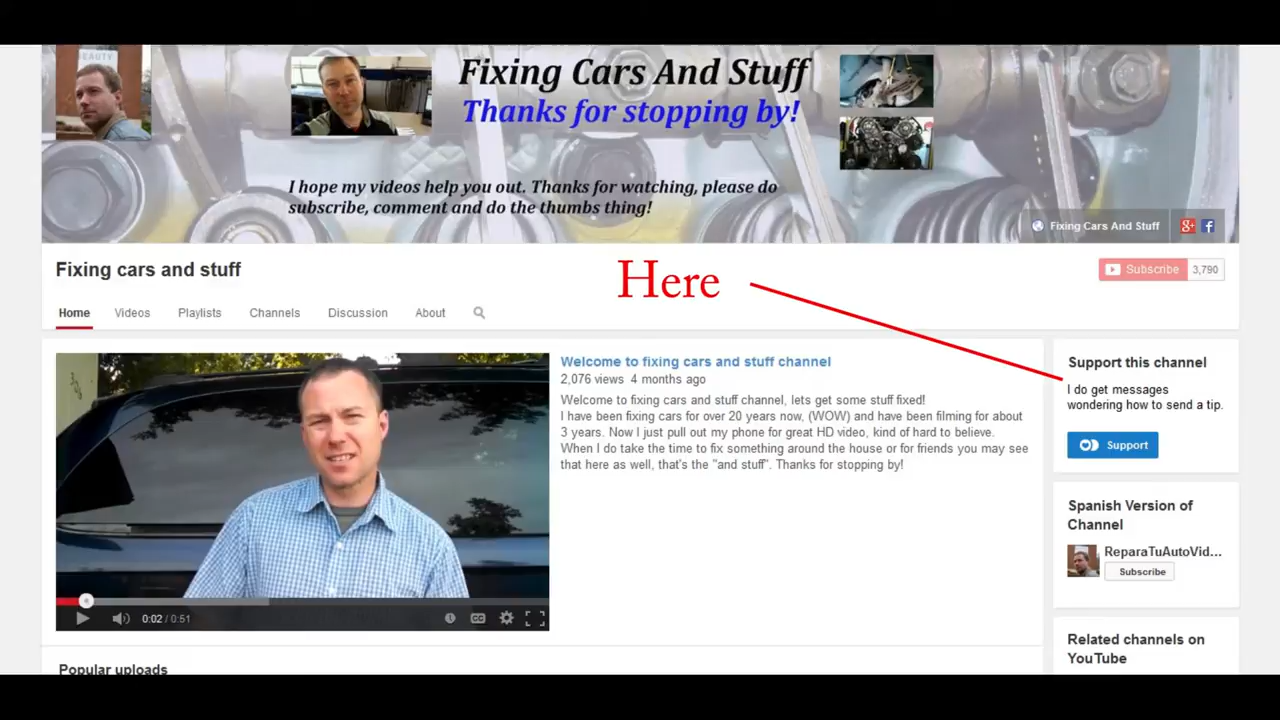 BEAUTY
Fixing Cars And Stuff
Thanks for stopping by!
I hope my videos help you out. Thanks for watching, please do
subscribe, comment and do the thumbs thing!
Fixing Cars And Stuff
g+ f
Fixing cars and stuff
Here
Subscribe 3,790
Home Videos Playlists Channels Discussion About
Welcome to fixing cars and stuff channel
2,076 views 4 months ago
Welcome to fixing cars and stuff channel, lets get some stuff fixed!
I have been fixing cars for over 20 years now, (WOW) and have been filming for about
3 years. Now I just pull out my phone for great HD video, kind of hard to believe.
When I do take the time to fix something around the house or for friends you may see
that here as well, that's the "and stuff". Thanks for stopping by!
0:02 / 0:51
CC
Support this channel
I do get messages
wondering how to send a tip.
Support
Spanish Version of
Channel
ReparaTuAutoVid...
Subscribe
Related channels on
YouTube
Popular uploads